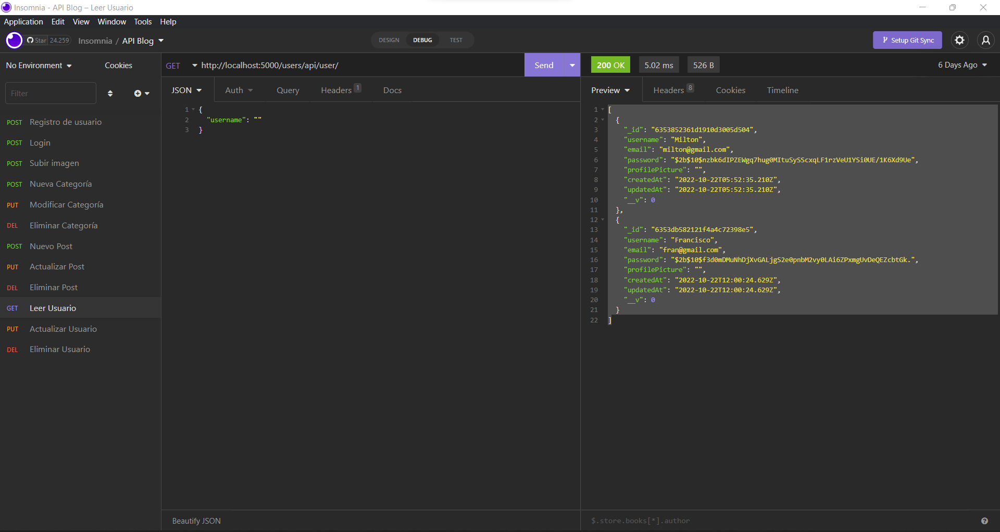 Insomnia - API Blog – Leer Usuario
Application Edit View Window Tools Help
Star 24.259 Insomnia / API Blog
DESIGN DEBUG TEST
Setup Git Sync
No Environment Cookies
Filter
POST Registro de usuario
POST Login
POST Subir imagen
POST Nueva Categoría
PUT Modificar Categoría
DEL Eliminar Categoría
POST Nuevo Post
PUT Actualizar Post
DEL Eliminar Post
GET Leer Usuario
PUT Actualizar Usuario
DEL Eliminar Usuario
GET http://localhost:5000/users/api/user/ Send
JSON Auth Query Headers 1 Docs
1 {
2 "username": ""
3 }
Beautify JSON
200 OK 5.02 ms 526 B 6 Days Ago
Preview Headers 8 Cookies Timeline
1 [
2 {
3 "_id": "6353852361d1910d3005d504",
4 "username": "Milton",
5 "email": "milton@gmail.com",
6 "password": "$2b$10$nzbk6dIPZEWgq7hug0MItuSySScxqLF1rzVeU1YSi0UE/1K6Xd9Ue",
7 "profilePicture": "",
8 "createdAt": "2022-10-22T05:52:35.210Z",
9 "updatedAt": "2022-10-22T05:52:35.210Z",
10 "__v": 0
11 },
12 {
13 "_id": "6353db582121f4a4c72398e5",
14 "username": "Francisco",
15 "email": "fran@gmail.com",
16 "password": "$2b$10$f3d0mDMuNhDjXvGALjgS2e0pnbM2vy0LAi6ZPxmgUvDeQEZcbtGk.",
17 "profilePicture": "",
18 "createdAt": "2022-10-22T12:00:24.629Z",
19 "updatedAt": "2022-10-22T12:00:24.629Z",
20 "__v": 0
21 }
22 ]
$.store.books[*].author